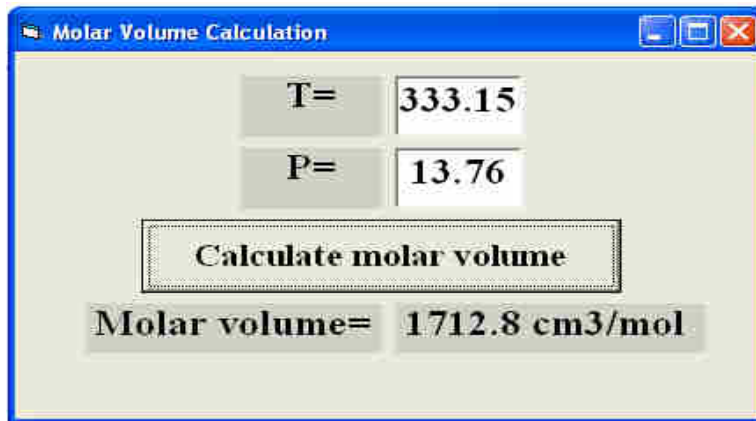 Molar Volume Calculation
T= 333.15
P= 13.76
Calculate molar volume
Molar volume= 1712.8 cm3/mol